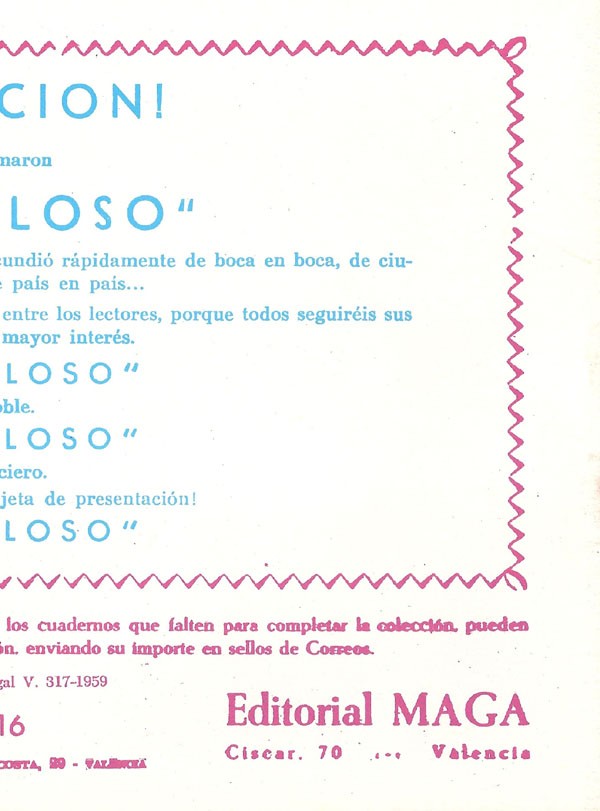 CION!
maron
LOSO"
cundió rápidamente de boca en boca, de ciu-
e país en país...
entre los lectores, porque todos seguiréis sus
mayor interés.
LOSO"
oble.
LOSO"
ciero.
jeta de presentación!
LOSO"
los cuadernos que falten para completar la colección, pueden
ón, enviando su importe en sellos de Correos.
gal V. 317-1959
16
Editorial MAGA
COSTA, 29 - VALENCIA
Ciscar, 70 --- Valencia